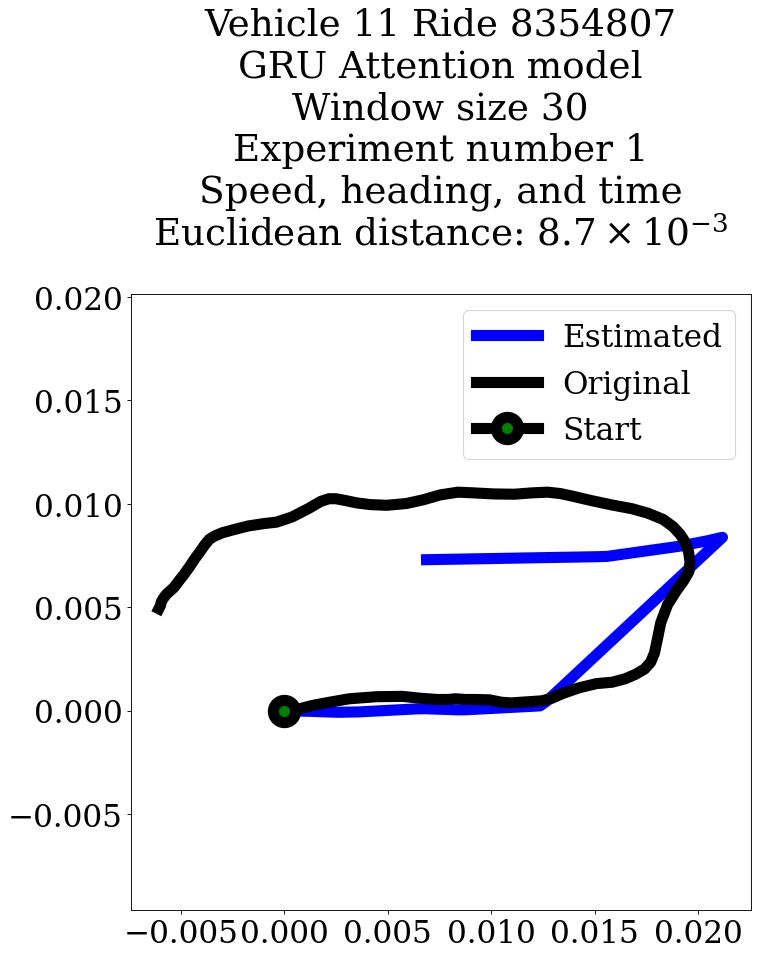 Vehicle 11 Ride 8354807
GRU Attention model
Window size 30
Experiment number 1
Speed, heading, and time
Euclidean distance: 8.7 × 10⁻³
0.020
Estimated
0.015
Original
Start
0.010
0.005
0.000
−0.005
−0.005 0.000 0.005 0.010 0.015 0.020